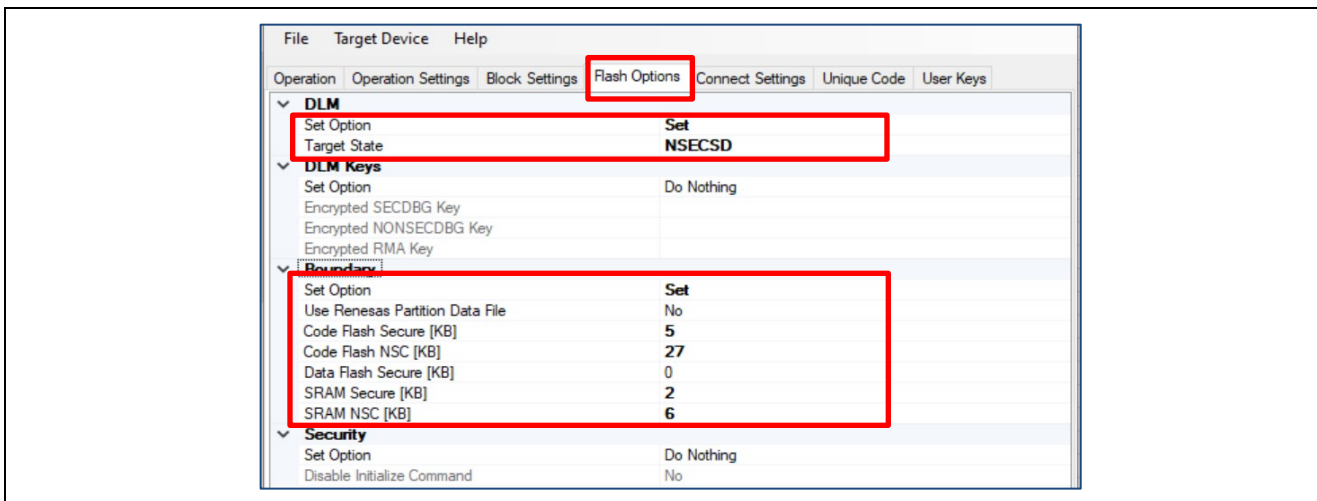 File Target Device Help
Operation Operation Settings Block Settings Flash Options Connect Settings Unique Code User Keys
DLM
Set Option Set
Target State NSECSD
DLM Keys
Set Option Do Nothing
Encrypted SECDBG Key
Encrypted NONSECDBG Key
Encrypted RMA Key
Boundary
Set Option Set
Use Renesas Partition Data File No
Code Flash Secure [KB] 5
Code Flash NSC [KB] 27
Data Flash Secure [KB] 0
SRAM Secure [KB] 2
SRAM NSC [KB] 6
Security
Set Option Do Nothing
Disable Initialize Command No